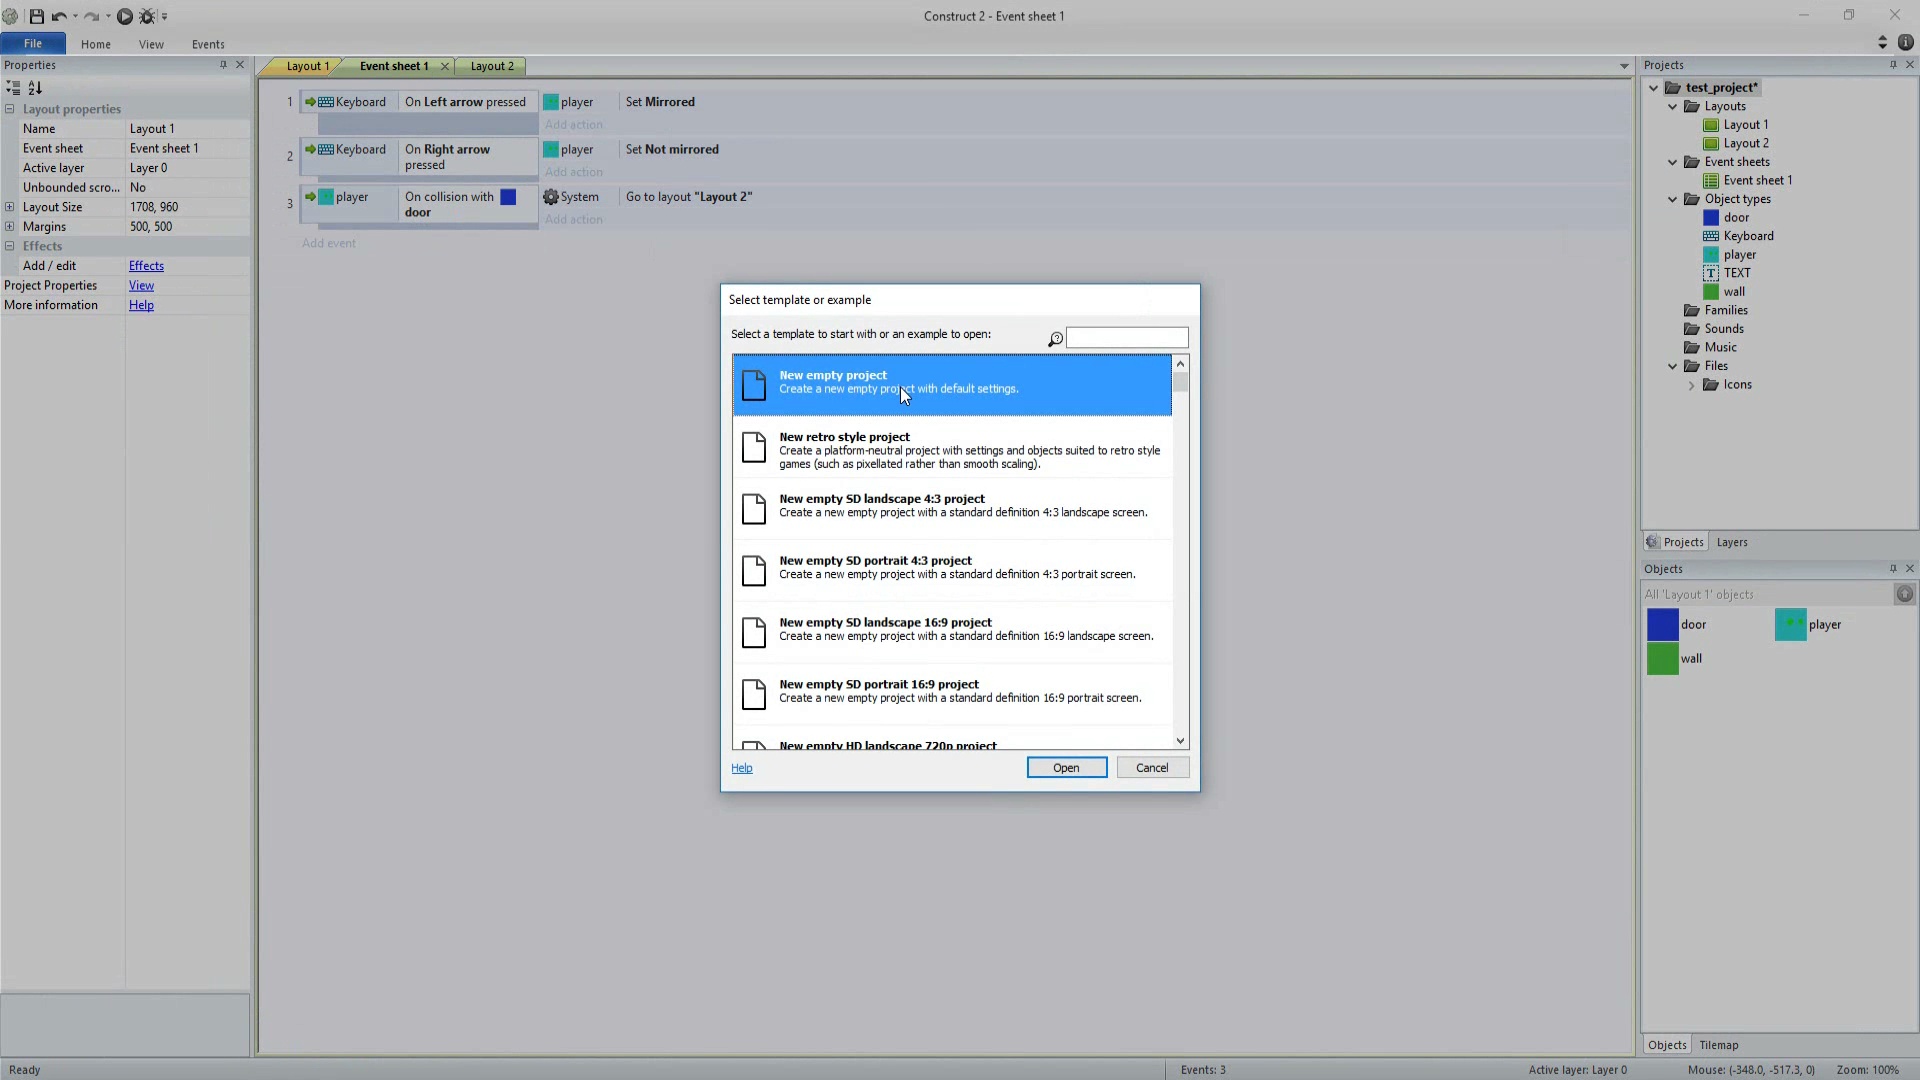 Construct 2 - Event sheet 1
File Home View Events
Properties
Layout properties
Name Layout 1
Event sheet Event sheet 1
Active layer Layer 0
Unbounded scro... No
Layout Size 1708, 960
Margins 500, 500
Effects
Add / edit Effects
Project Properties View
More information Help
Layout 1 Event sheet 1 Layout 2
1 Keyboard On Left arrow pressed player Set Mirrored
Add action
2 Keyboard On Right arrow pressed player Set Not mirrored
Add action
3 player On collision with door System Go to layout "Layout 2"
Add action
Add event
Select template or example
Select a template to start with or an example to open:
New empty project
Create a new empty project with default settings.
New retro style project
Create a platform-neutral project with settings and objects suited to retro style
games (such as pixellated rather than smooth scaling).
New empty SD landscape 4:3 project
Create a new empty project with a standard definition 4:3 landscape screen.
New empty SD portrait 4:3 project
Create a new empty project with a standard definition 4:3 portrait screen.
New empty SD landscape 16:9 project
Create a new empty project with a standard definition 16:9 landscape screen.
New empty SD portrait 16:9 project
Create a new empty project with a standard definition 16:9 portrait screen.
New empty HD landscape 720p project
Help Open Cancel
Projects
test_project*
Layouts
Layout 1
Layout 2
Event sheets
Event sheet 1
Object types
door
Keyboard
player
T TEXT
wall
Families
Sounds
Music
Files
Icons
Projects Layers
Objects
All 'Layout 1' objects
door player
wall
Objects Tilemap
Ready Events: 3 Active layer: Layer 0 Mouse: (-348.0, -517.3, 0) Zoom: 100%